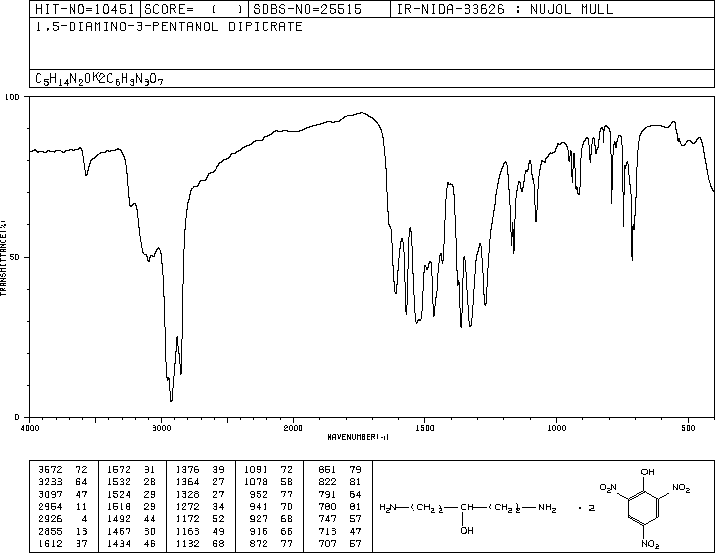 HIT-NO=10451 SCORE= ( ) SDBS-NO=25515 IR-NIDA-33626 : NUJOL MULL
1,5-DIAMINO-3-PENTANOL DIPICRATE
C5H14N2O 2C6H3N3O7
100
50
0
TRANSMITTANCE(%)
4000 3000 2000 1500 1000 500
WAVENUMBER(-1)
3572 72 1572 31 1376 39 1091 72 861 79
3233 64 1532 28 1364 27 1078 58 822 81
3097 47 1524 29 1328 27 952 77 791 64
2954 11 1518 29 1272 34 941 70 780 81
2926 4 1492 44 1172 52 927 68 747 57
2855 13 1467 30 1163 49 916 66 713 47
1612 37 1434 46 1132 68 872 77 707 57
H2N (CH2)2 CH (CH2)2 NH2 · 2
OH
OH
O2N NO2
NO2